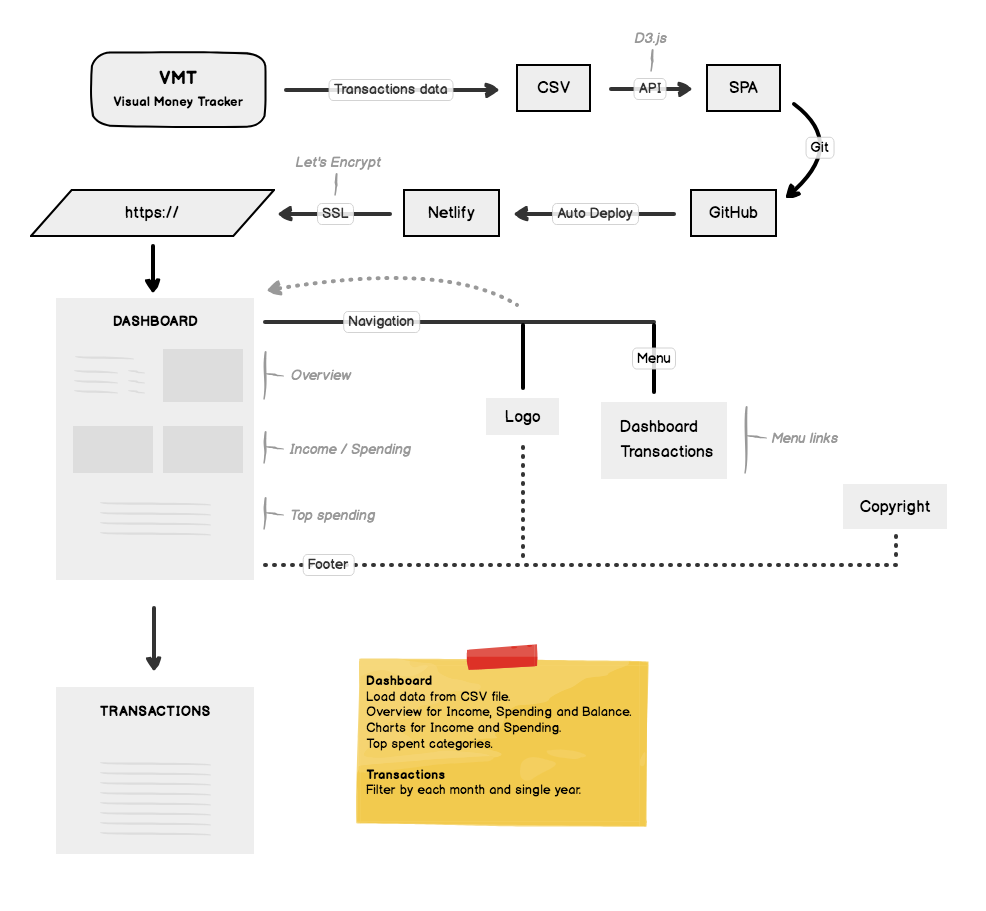 D3.js
VMT
Visual Money Tracker
Transactions data
CSV
API
SPA
Git
Let's Encrypt
https://
SSL
Netlify
Auto Deploy
GitHub
DASHBOARD
Navigation
Menu
Overview
Logo
Dashboard
Transactions
Menu links
Income / Spending
Top spending
Copyright
Footer
Dashboard
Load data from CSV file.
Overview for Income, Spending and Balance.
Charts for Income and Spending.
Top spent categories.
Transactions
Filter by each month and single year.
TRANSACTIONS